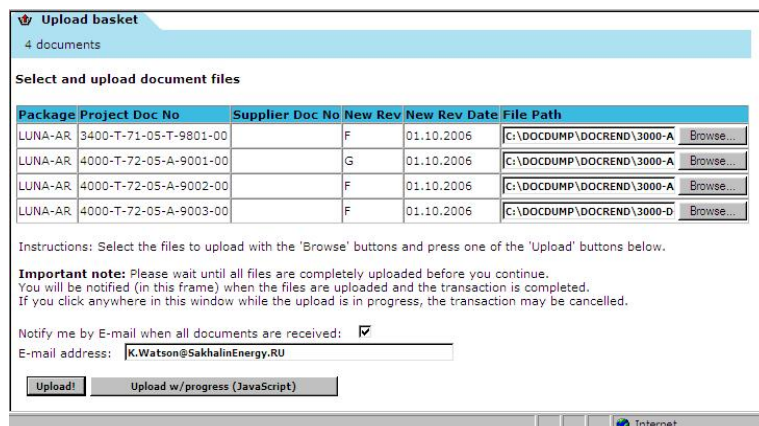 Upload basket
4 documents
Select and upload document files
Package Project Doc No Supplier Doc No New Rev New Rev Date File Path
LUNA-AR 3400-T-71-05-T-9801-00 F 01.10.2006 C:\DOCDUMP\DOCREND\3000-A Browse...
LUNA-AR 4000-T-72-05-A-9001-00 G 01.10.2006 C:\DOCDUMP\DOCREND\3000-A Browse...
LUNA-AR 4000-T-72-05-A-9002-00 F 01.10.2006 C:\DOCDUMP\DOCREND\3000-A Browse...
LUNA-AR 4000-T-72-05-A-9003-00 F 01.10.2006 C:\DOCDUMP\DOCREND\3000-D Browse...
Instructions: Select the files to upload with the 'Browse' buttons and press one of the 'Upload' buttons below.
Important note: Please wait until all files are completely uploaded before you continue.
You will be notified (in this frame) when the files are uploaded and the transaction is completed.
If you click anywhere in this window while the upload is in progress, the transaction may be cancelled.
Notify me by E-mail when all documents are received:
E-mail address: K.Watson@SakhalinEnergy.RU
Upload! Upload w/progress (JavaScript)
Internet